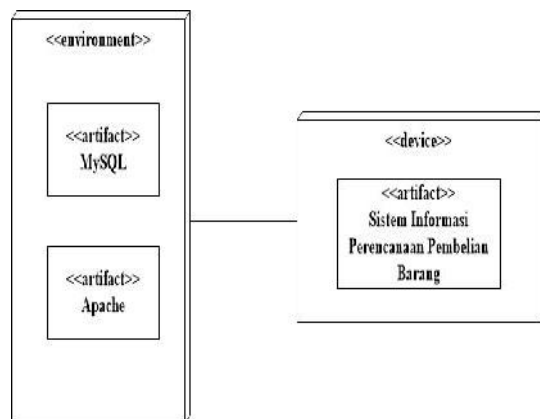 <<environment>>
<<artifact>>
MySQL
<<artifact>>
Apache
<<device>>
<<artifact>>
Sistem Informasi
Perencanaan Pembelian
Barang